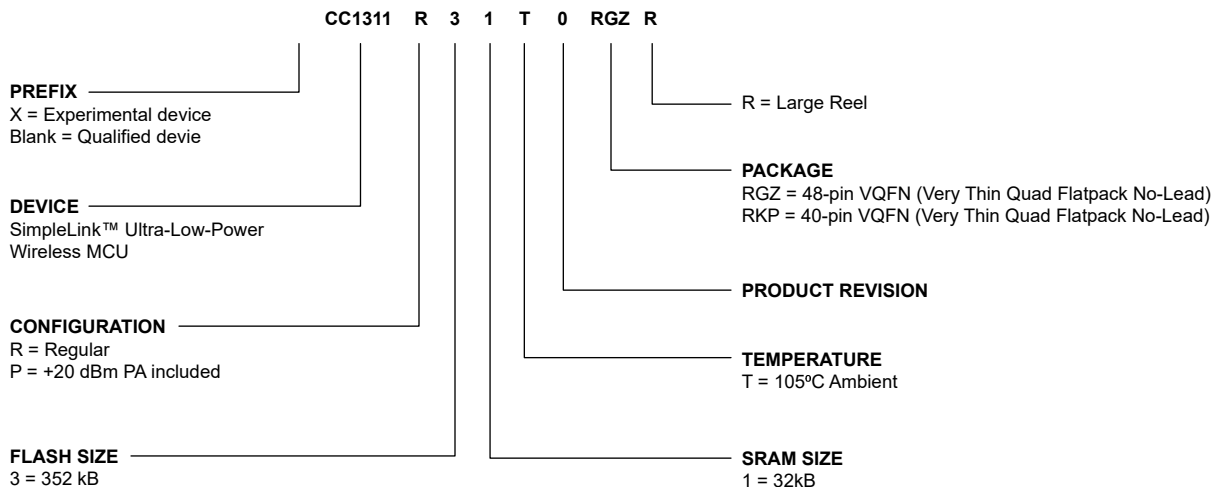 CC1311 R 3 1 T 0 RGZ R
PREFIX
X = Experimental device
Blank = Qualified devie
DEVICE
SimpleLink™ Ultra-Low-Power
Wireless MCU
CONFIGURATION
R = Regular
P = +20 dBm PA included
FLASH SIZE
3 = 352 kB
R = Large Reel
PACKAGE
RGZ = 48-pin VQFN (Very Thin Quad Flatpack No-Lead)
RKP = 40-pin VQFN (Very Thin Quad Flatpack No-Lead)
PRODUCT REVISION
TEMPERATURE
T = 105ºC Ambient
SRAM SIZE
1 = 32kB